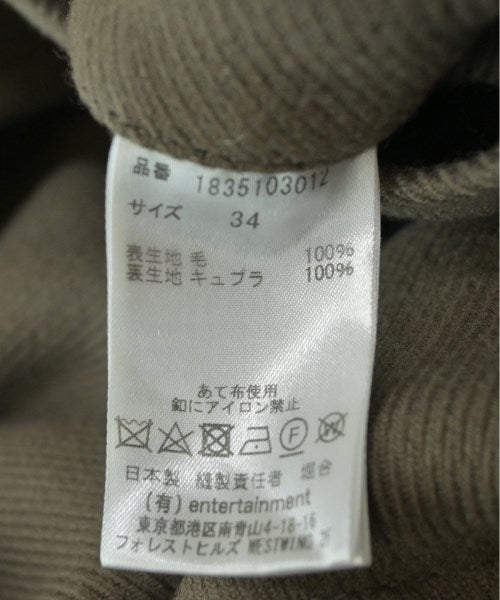 品番 1835103012
サイズ 34
表生地 毛 100%
裏生地 キュプラ 100%
あて布使用
釦にアイロン禁止
F W
日本製 縫製責任者 堀合
(有) entertainment
東京都港区南青山4-18-16
フォレストヒルズ WESTWING 2F